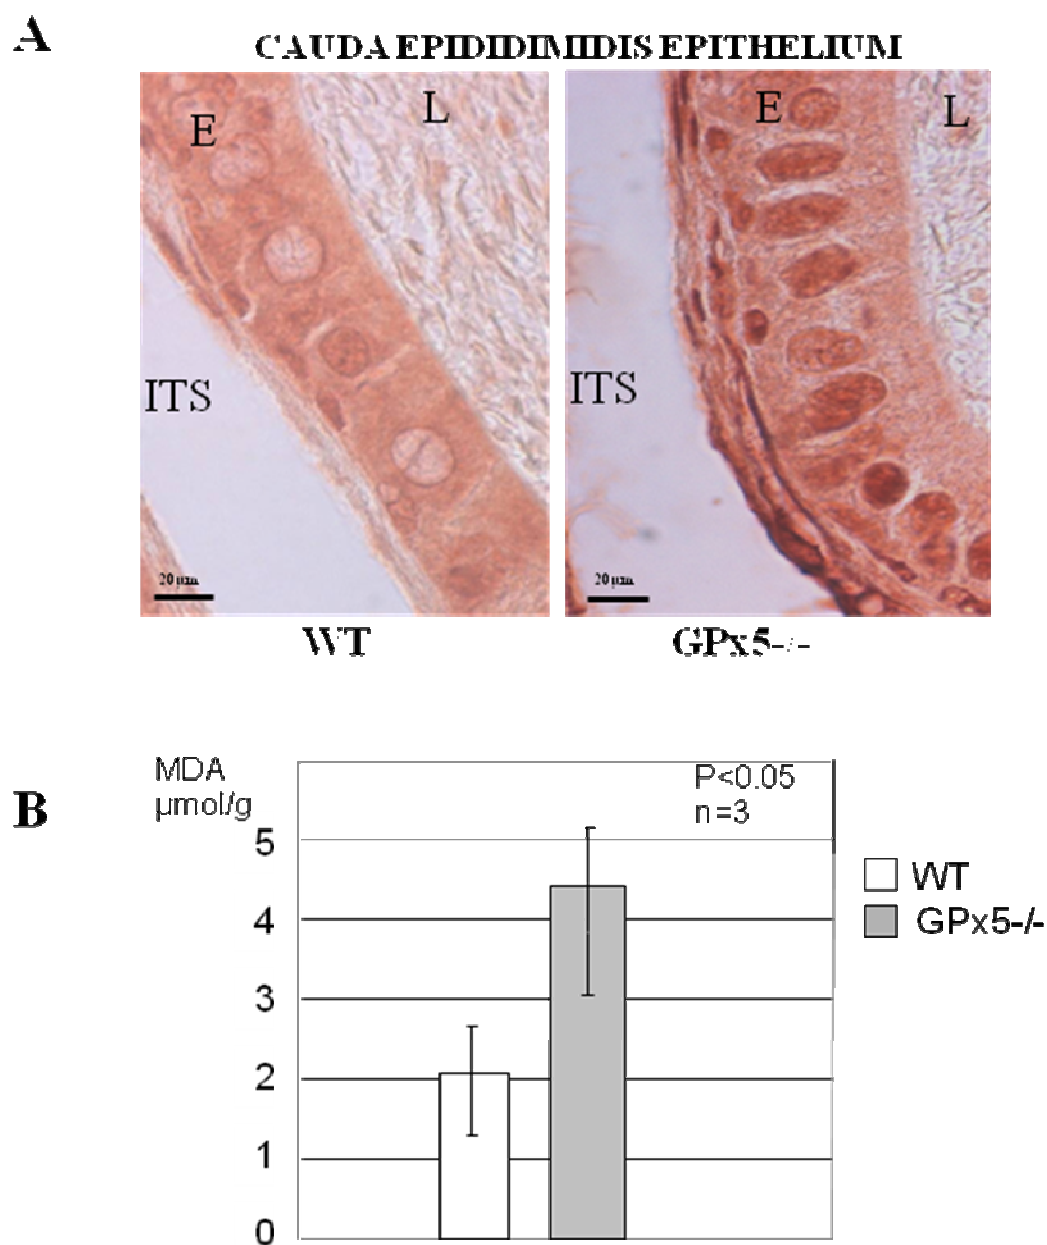 A
CAUDA EPIDIDIMIDIS EPITHELIUM
E
L
E
L
ITS
ITS
20 µm
20 µm
WT
GPx5-/-
B
MDA
µmol/g
P<0.05
n=3
5
4
3
2
1
0
WT
GPx5-/-